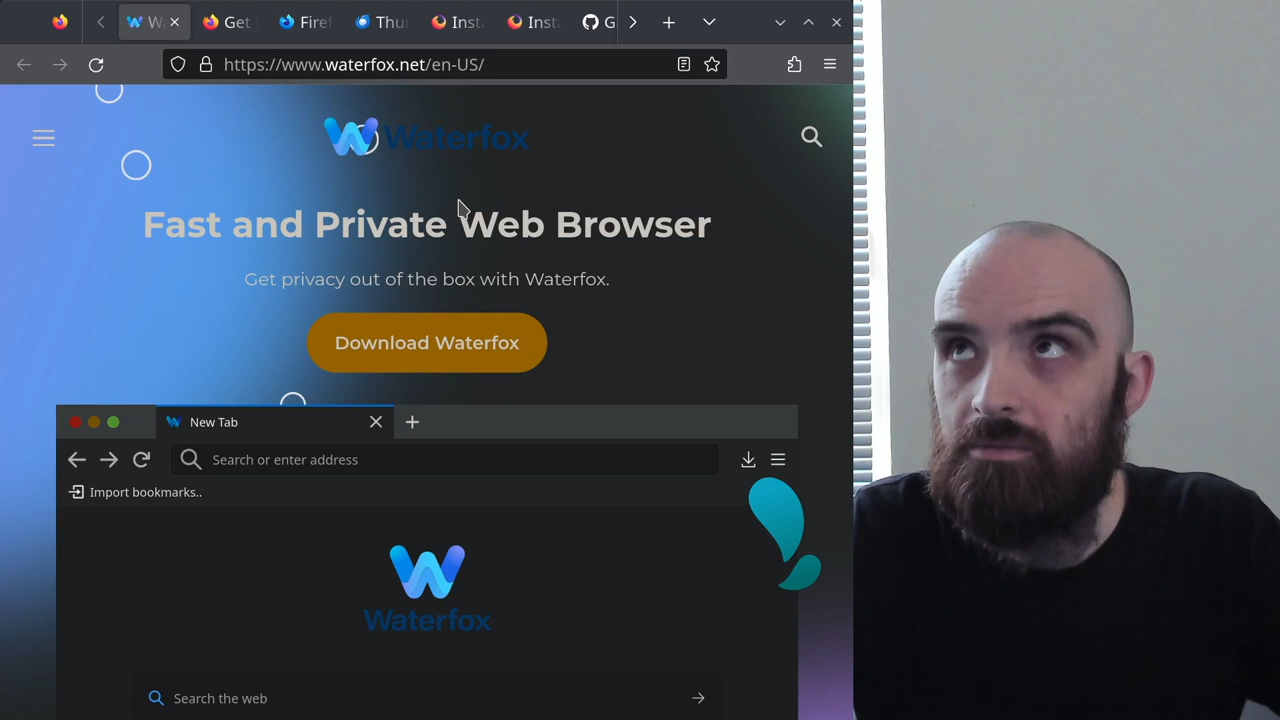 W
Get
Firef
Thu
Inst
Inst
G
https://www.waterfox.net/en-US/
Waterfox
Fast and Private Web Browser
Get privacy out of the box with Waterfox.
Download Waterfox
New Tab
Search or enter address
Import bookmarks..
Waterfox
Search the web